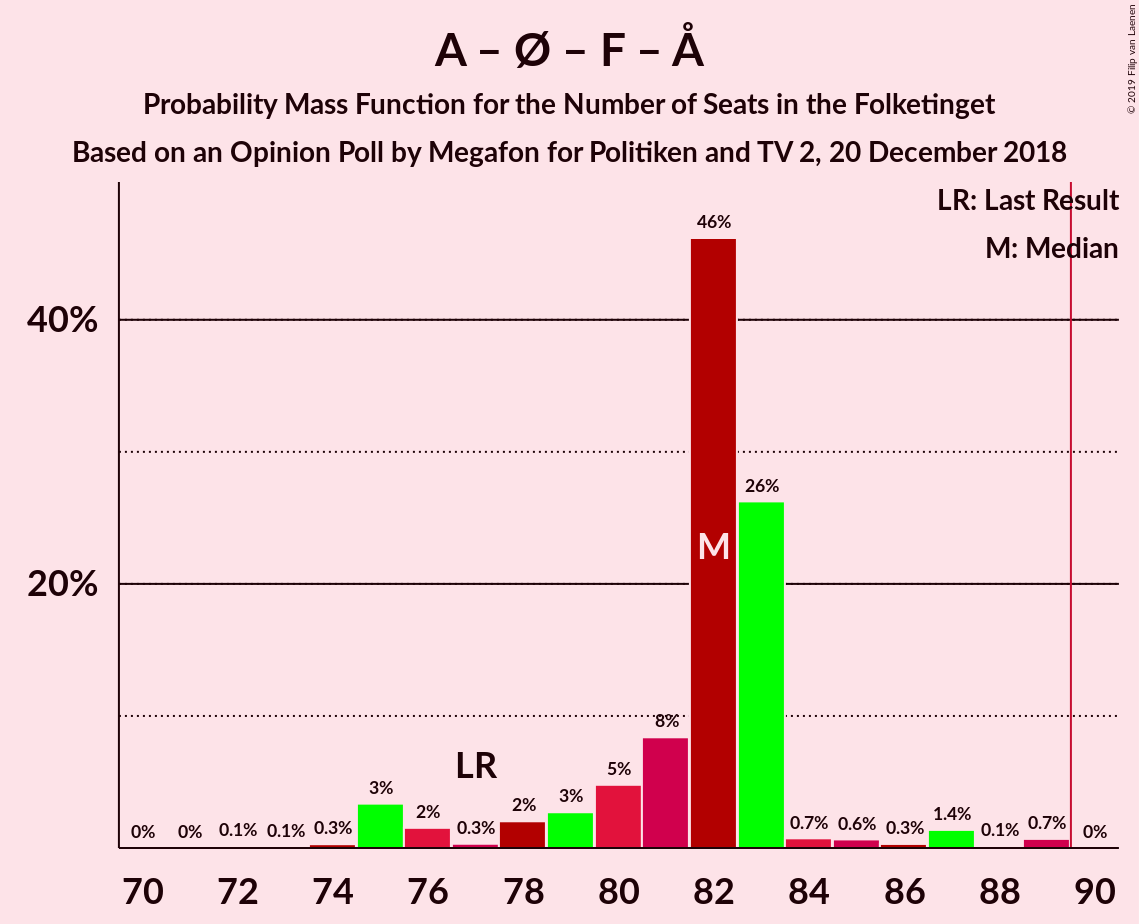 A – Ø – F – Å
Probability Mass Function for the Number of Seats in the Folketinget
Based on an Opinion Poll by Megafon for Politiken and TV 2, 20 December 2018
© 2019 Filip van Laenen
LR: Last Result
M: Median
40%
20%
0%
0%
0.1%
0.1%
0.3%
3%
2%
0.3%
2%
3%
5%
8%
46%
26%
0.7%
0.6%
0.3%
1.4%
0.1%
0.7%
0%
LR
M
70 72 74 76 78 80 82 84 86 88 90